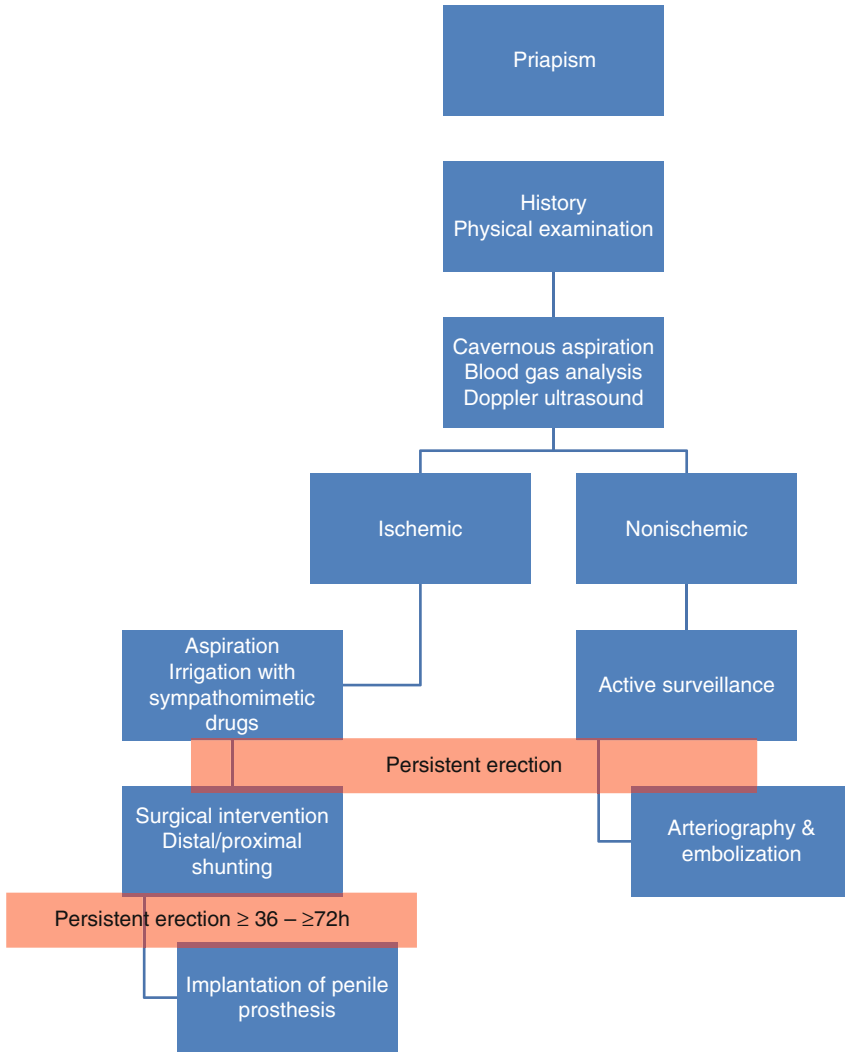 Priapism
History
Physical examination
Cavernous aspiration
Blood gas analysis
Doppler ultrasound
Ischemic
Nonischemic
Aspiration
Irrigation with
sympathomimetic
drugs
Active surveillance
Persistent erection
Surgical intervention
Distal/proximal
shunting
Arteriography &
embolization
Persistent erection ≥ 36 – ≥72h
Implantation of penile
prosthesis